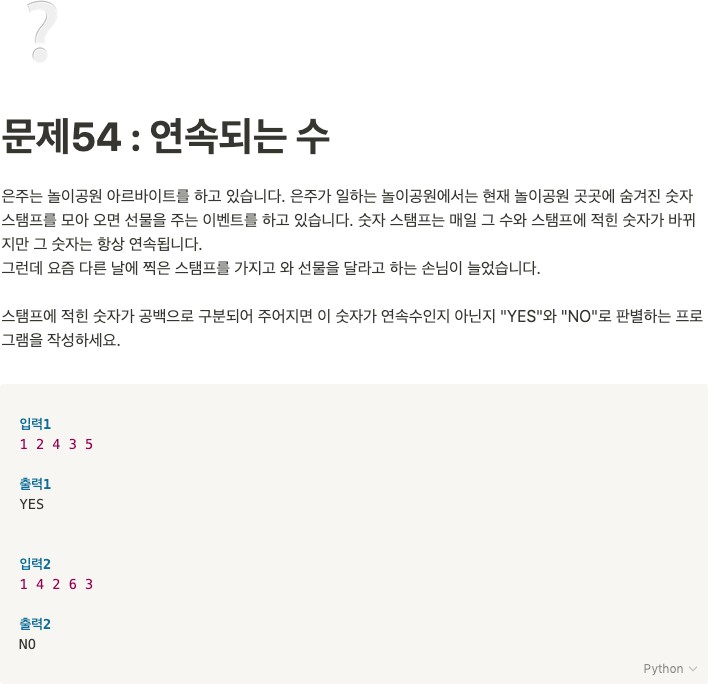 ❔
문제54 : 연속되는 수
은주는 놀이공원 아르바이트를 하고 있습니다. 은주가 일하는 놀이공원에서는 현재 놀이공원 곳곳에 숨겨진 숫자
스탬프를 모아 오면 선물을 주는 이벤트를 하고 있습니다. 숫자 스탬프는 매일 그 수와 스탬프에 적힌 숫자가 바뀌
지만 그 숫자는 항상 연속됩니다.
그런데 요즘 다른 날에 찍은 스탬프를 가지고 와 선물을 달라고 하는 손님이 늘었습니다.
스탬프에 적힌 숫자가 공백으로 구분되어 주어지면 이 숫자가 연속수인지 아닌지 "YES"와 "NO"로 판별하는 프로
그램을 작성하세요.
입력1
1 2 4 3 5
출력1
YES
입력2
1 4 2 6 3
출력2
NO
Python